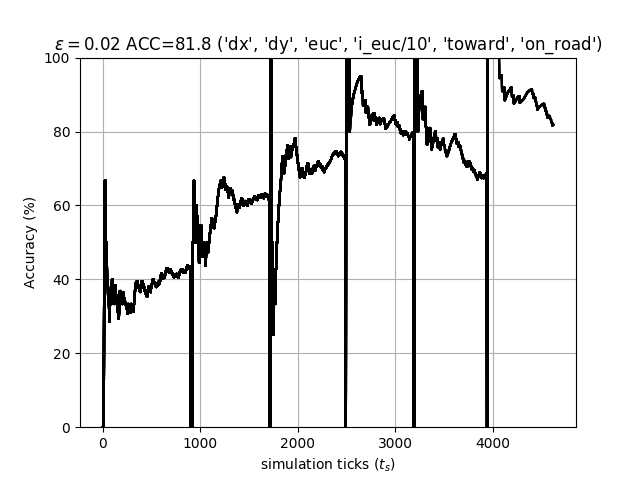 ε = 0.02 ACC=81.8 ('dx', 'dy', 'euc', 'i_euc/10', 'toward', 'on_road')
100
80
60
40
20
0
Accuracy (%)
0 1000 2000 3000 4000
simulation ticks (tₛ)